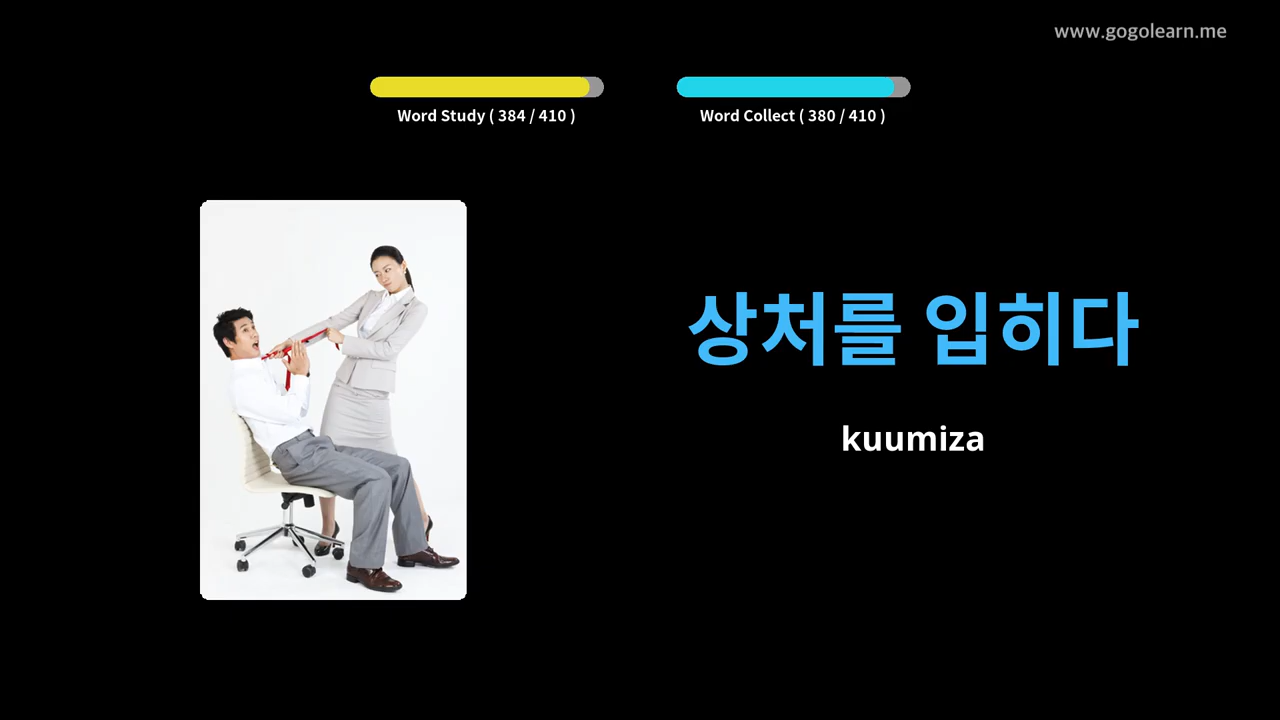 www.gogolearn.me
Word Study ( 384 / 410 )
Word Collect ( 380 / 410 )
상처를 입히다
kuumiza